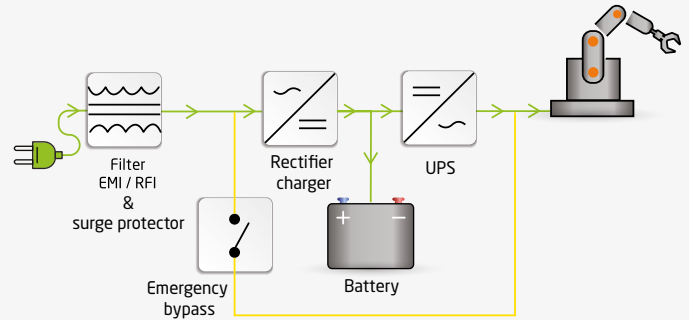 Filter
EMI / RFI
&
surge protector
Rectifier
charger
UPS
+ −
Battery
Emergency
bypass